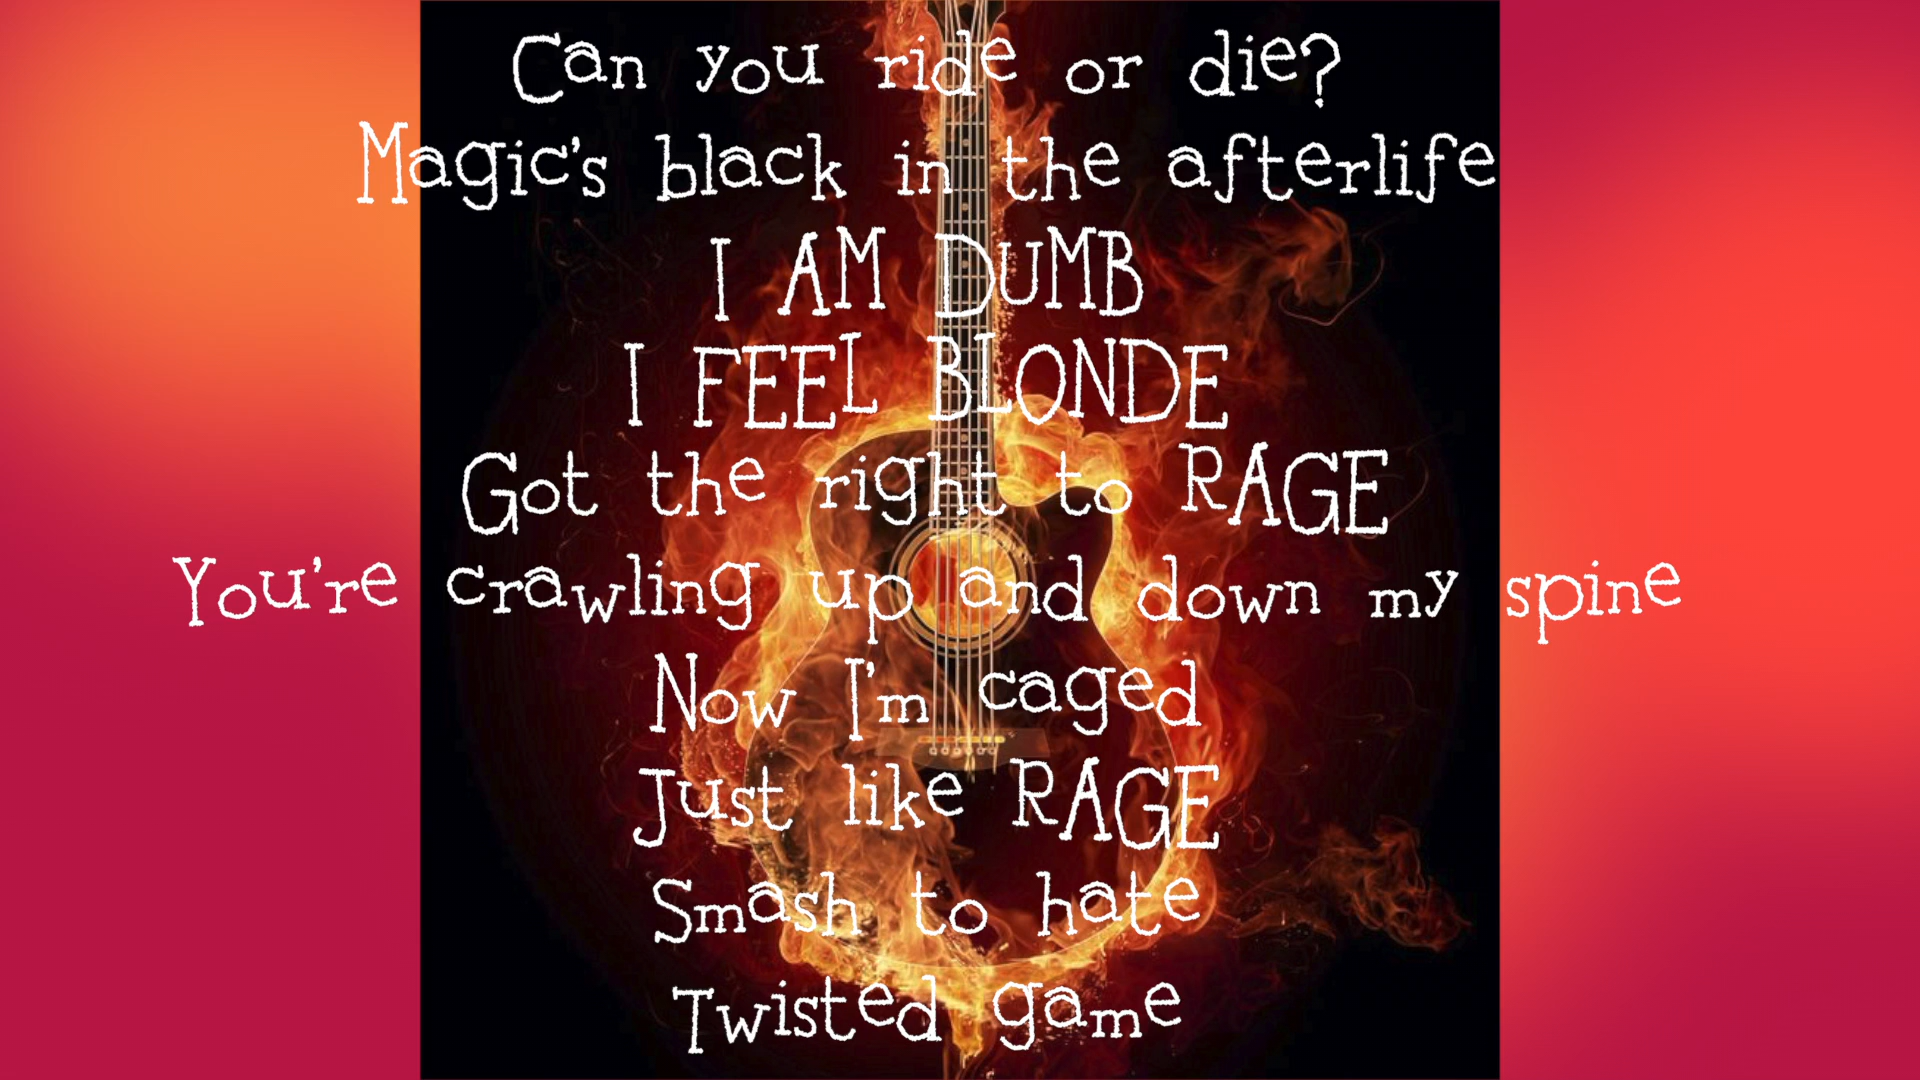 Can you ride or die?
Magic's black in the afterlife
I AM DUMB
I FEEL BLONDE
Got the right to RAGE
You're crawling up and down my spine
Now I'm caged
Just like RAGE
Smash to hate
Twisted game